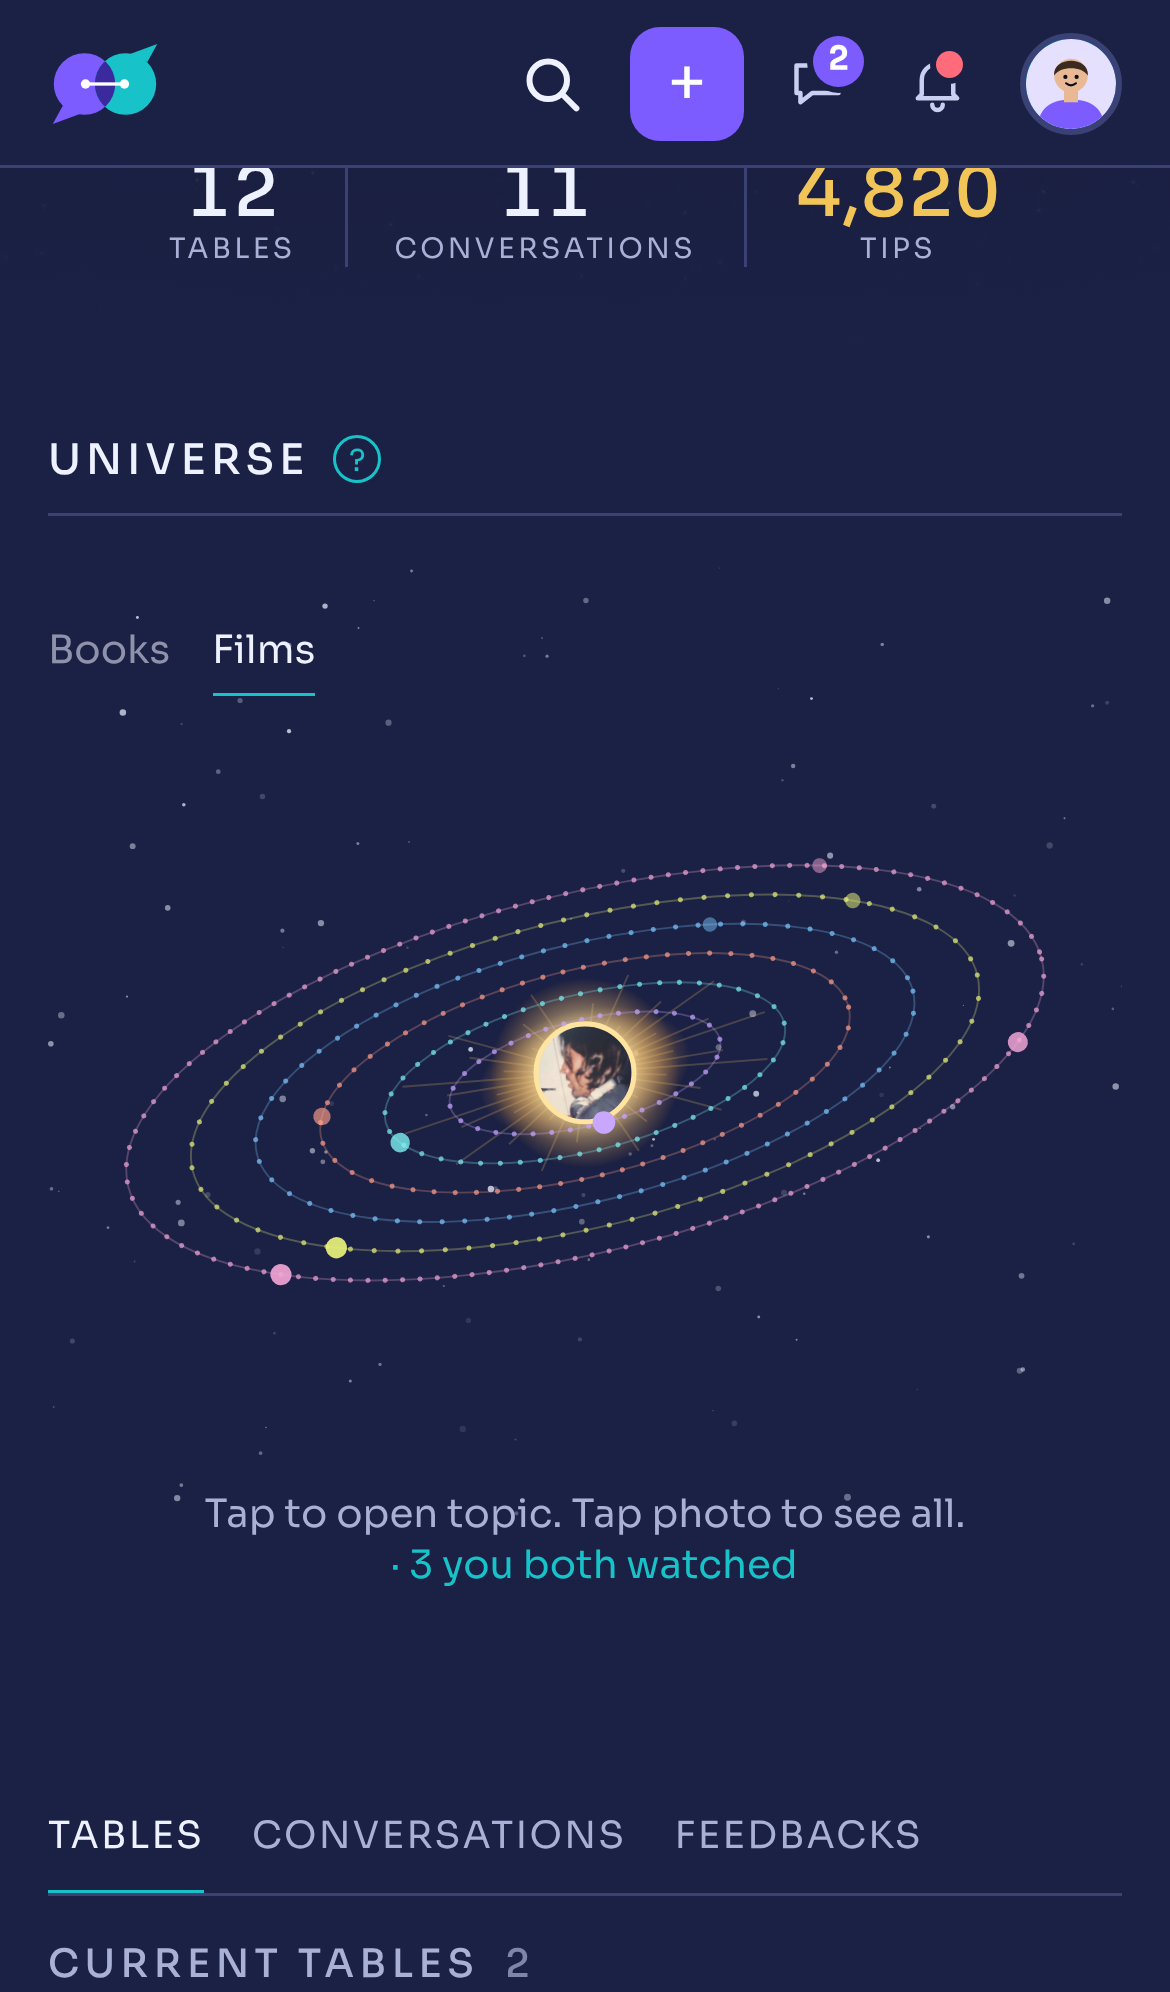 +
2
12
11
4,820
TABLES
CONVERSATIONS
TIPS
UNIVERSE ?
Books Films
Tap to open topic. Tap photo to see all.
· 3 you both watched
TABLES CONVERSATIONS FEEDBACKS
CURRENT TABLES 2